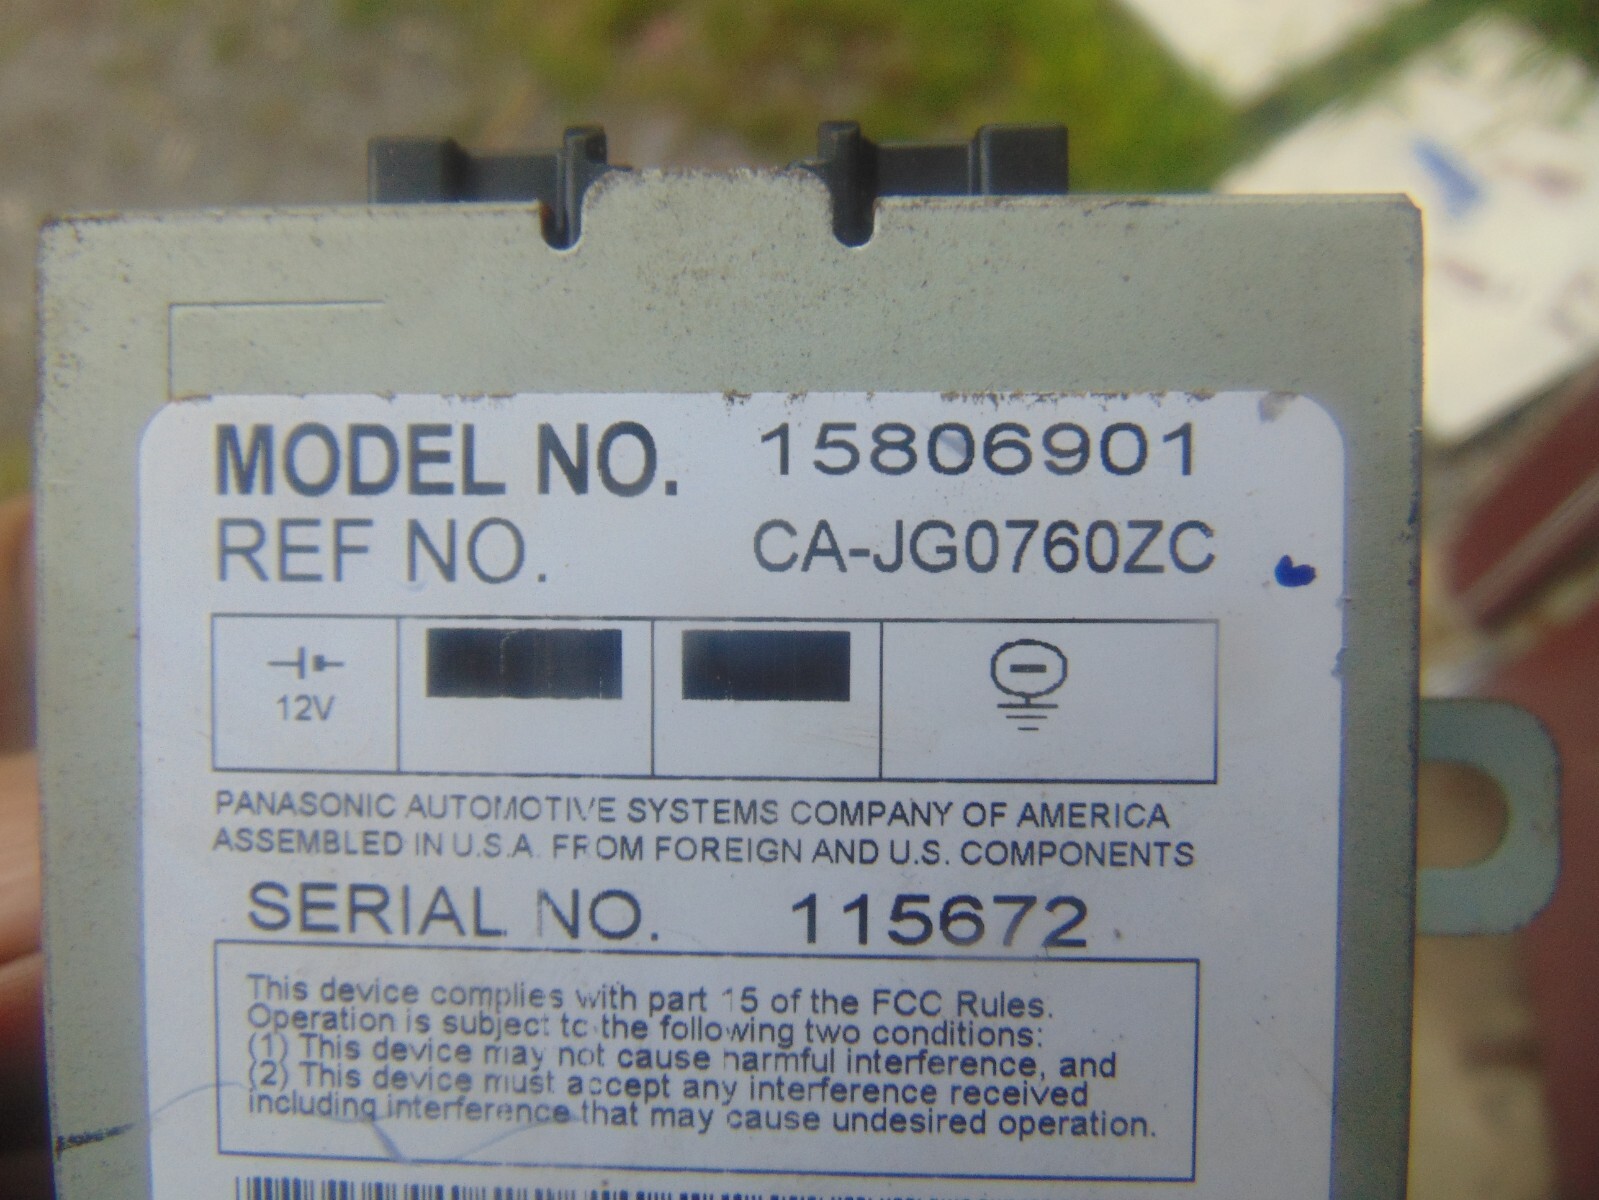 MODEL NO. 15806901
REF NO. CA-JG0760ZC
12V
PANASONIC AUTOMOTIVE SYSTEMS COMPANY OF AMERICA
ASSEMBLED IN U.S.A. FROM FOREIGN AND U.S. COMPONENTS
SERIAL NO. 115672
This device complies with part 15 of the FCC Rules.
Operation is subject to the following two conditions:
(1) This device may not cause harmful interference, and
(2) This device must accept any interference received
including interference that may cause undesired operation.